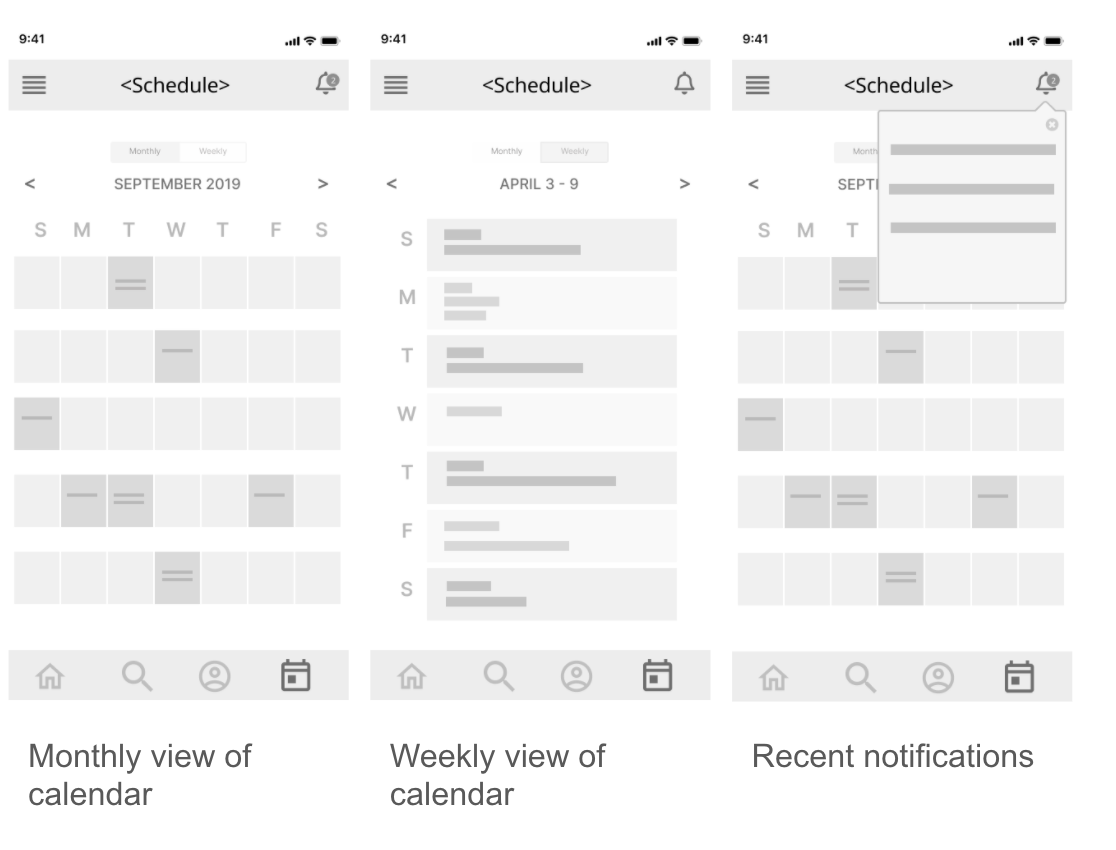 9:41
<Schedule>
2
Monthly Weekly
< SEPTEMBER 2019 >
S M T W T F S
Monthly view of
calendar
9:41
<Schedule>
Monthly Weekly
< APRIL 3 - 9 >
S
M
T
W
T
F
S
Weekly view of
calendar
9:41
<Schedule>
2
Month
< SEPT
S M T
Recent notifications